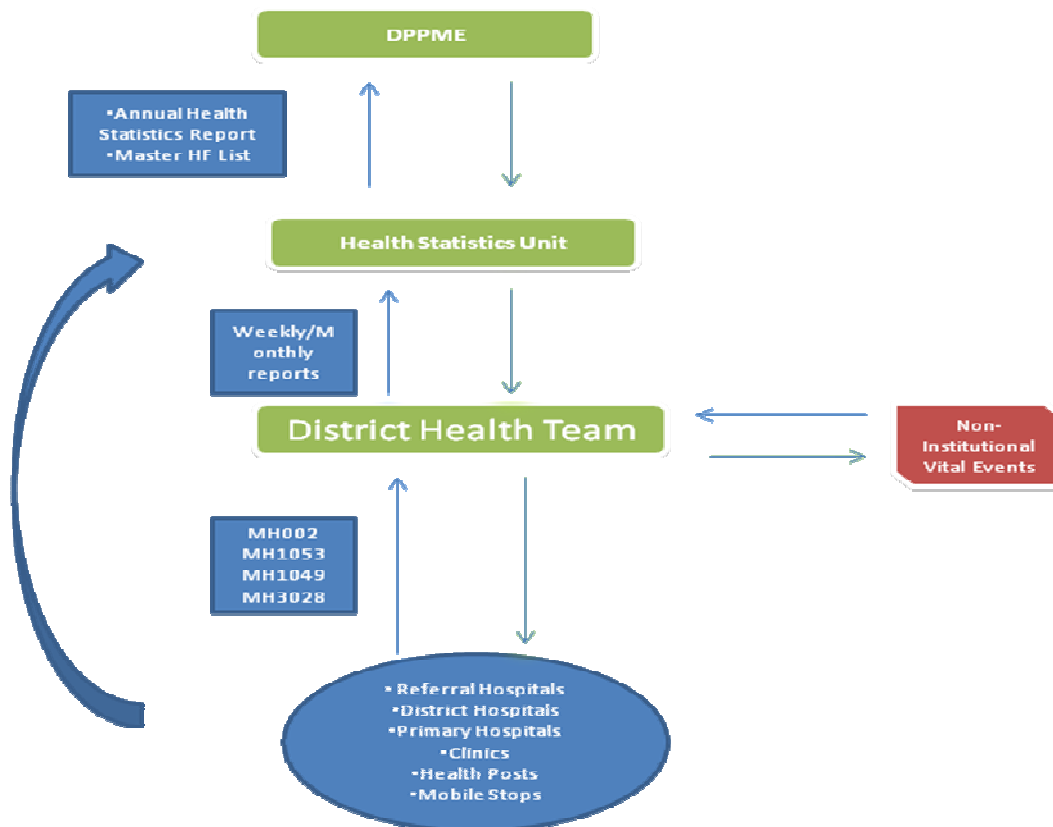 DPPME
•Annual Health
Statistics Report
•Master HF List
Health Statistics Unit
Weekly/M
onthly
reports
District Health Team
Non-
Institutional
Vital Events
MH002
MH1053
MH1049
MH3028
• Referral Hospitals
•District Hospitals
•Primary Hospitals
•Clinics
•Health Posts
•Mobile Stops